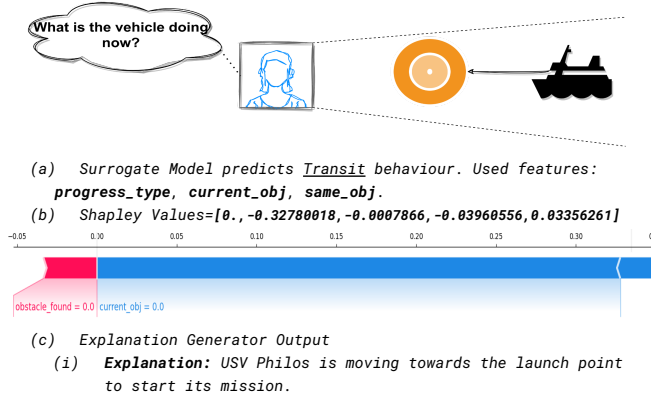 What is the vehicle doing
now?
(a) Surrogate Model predicts Transit behaviour. Used features:
progress_type, current_obj, same_obj.
(b) Shapley Values=[0.,-0.32780018,-0.0007866,-0.03960556,0.03356261]
−0.05 0.00 0.05 0.10 0.15 0.20 0.25 0.30
obstacle_found = 0.0 current_obj = 0.0
(c) Explanation Generator Output
(i) Explanation: USV Philos is moving towards the launch point
to start its mission.